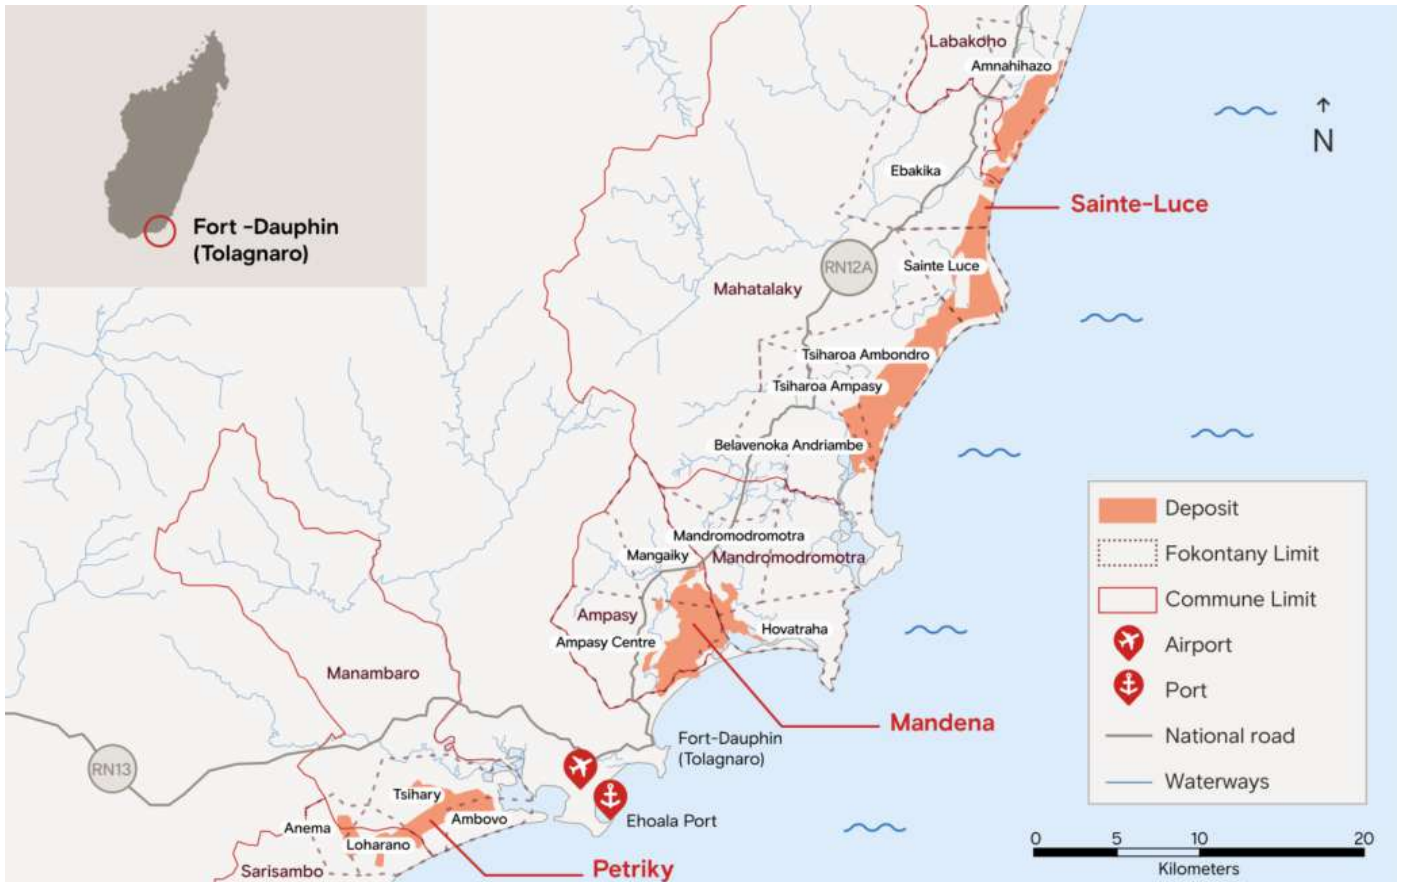 Fort -Dauphin
(Tolagnaro)
Labakoho
Amnahihazo
N
Ebakika
Sainte-Luce
RN12A
Sainte Luce
Mahatalaky
Tsiharoa Ambondro
Tsiharoa Ampasy
Belavenoka Andriambe
Mandromodromotra
Mangaiky
Mandromodromotra
Ampasy
Ampasy Centre
Hovatraha
Manambaro
Mandena
Fort-Dauphin
(Tolagnaro)
RN13
Tsihary
Anema
Ambovo
Loharano
Ehoala Port
Sarisambo
Petriky
Deposit
Fokontany Limit
Commune Limit
Airport
Port
National road
Waterways
0 5 10 20
Kilometers